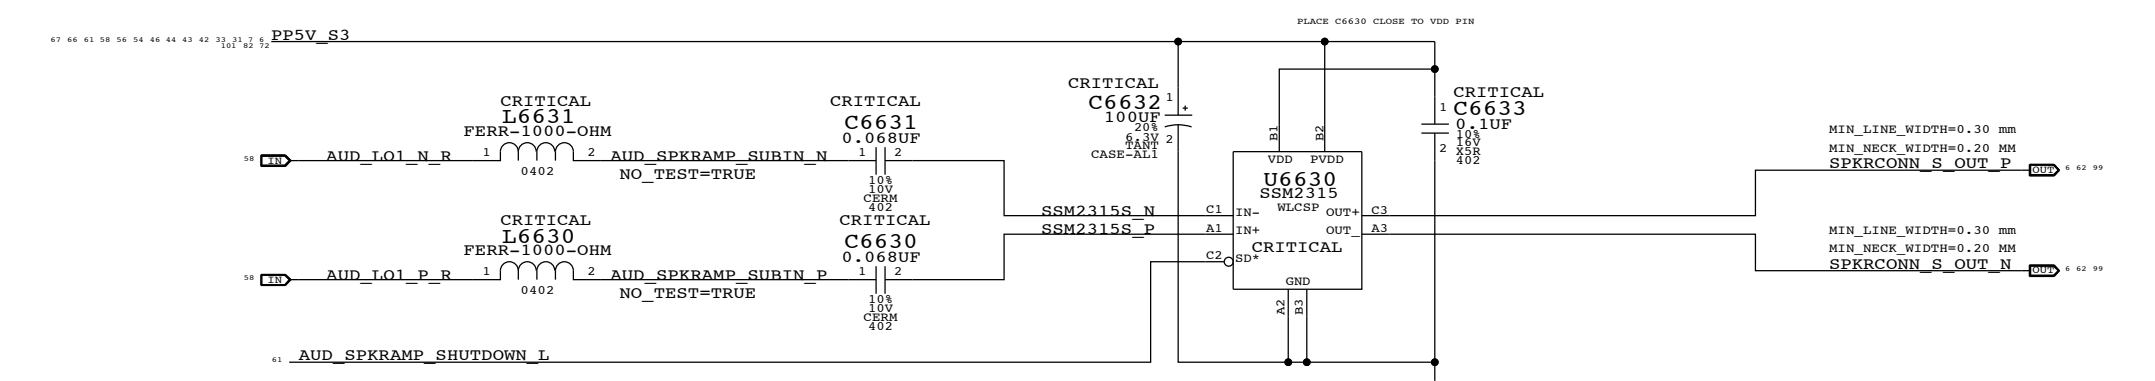 PLACE C6630 CLOSE TO VDD PIN
67 66 61 58 56 54 46 44 43 42 33 31 7 6
101 82 72
PP5V_S3
CRITICAL
L6631
FERR-1000-OHM
58 IN AUD_LO1_N_R 1 2 AUD_SPKRAMP_SUBIN_N
0402
NO_TEST=TRUE
CRITICAL
C6631
0.068UF
1 2
10%
10V
CERM
402
CRITICAL
L6630
FERR-1000-OHM
58 IN AUD_LO1_P_R 1 2 AUD_SPKRAMP_SUBIN_P
0402
NO_TEST=TRUE
CRITICAL
C6630
0.068UF
1 2
10%
10V
CERM
402
61 AUD_SPKRAMP_SHUTDOWN_L
CRITICAL
C6632
100UF
20%
6.3V
TANT
CASE-AL1
1
+
2
CRITICAL
C6633
0.1UF
10%
16V
X5R
402
1
2
B1 B2
VDD PVDD
U6630
SSM2315
WLCSP
SSM2315S_N C1 IN- OUT+ C3
SSM2315S_P A1 IN+ OUT_ A3
CRITICAL
C2 SD*
GND
A2 B3
MIN_LINE_WIDTH=0.30 mm
MIN_NECK_WIDTH=0.20 MM
SPKRCONN_S_OUT_P OUT 6 62 99
MIN_LINE_WIDTH=0.30 mm
MIN_NECK_WIDTH=0.20 MM
SPKRCONN_S_OUT_N OUT 6 62 99